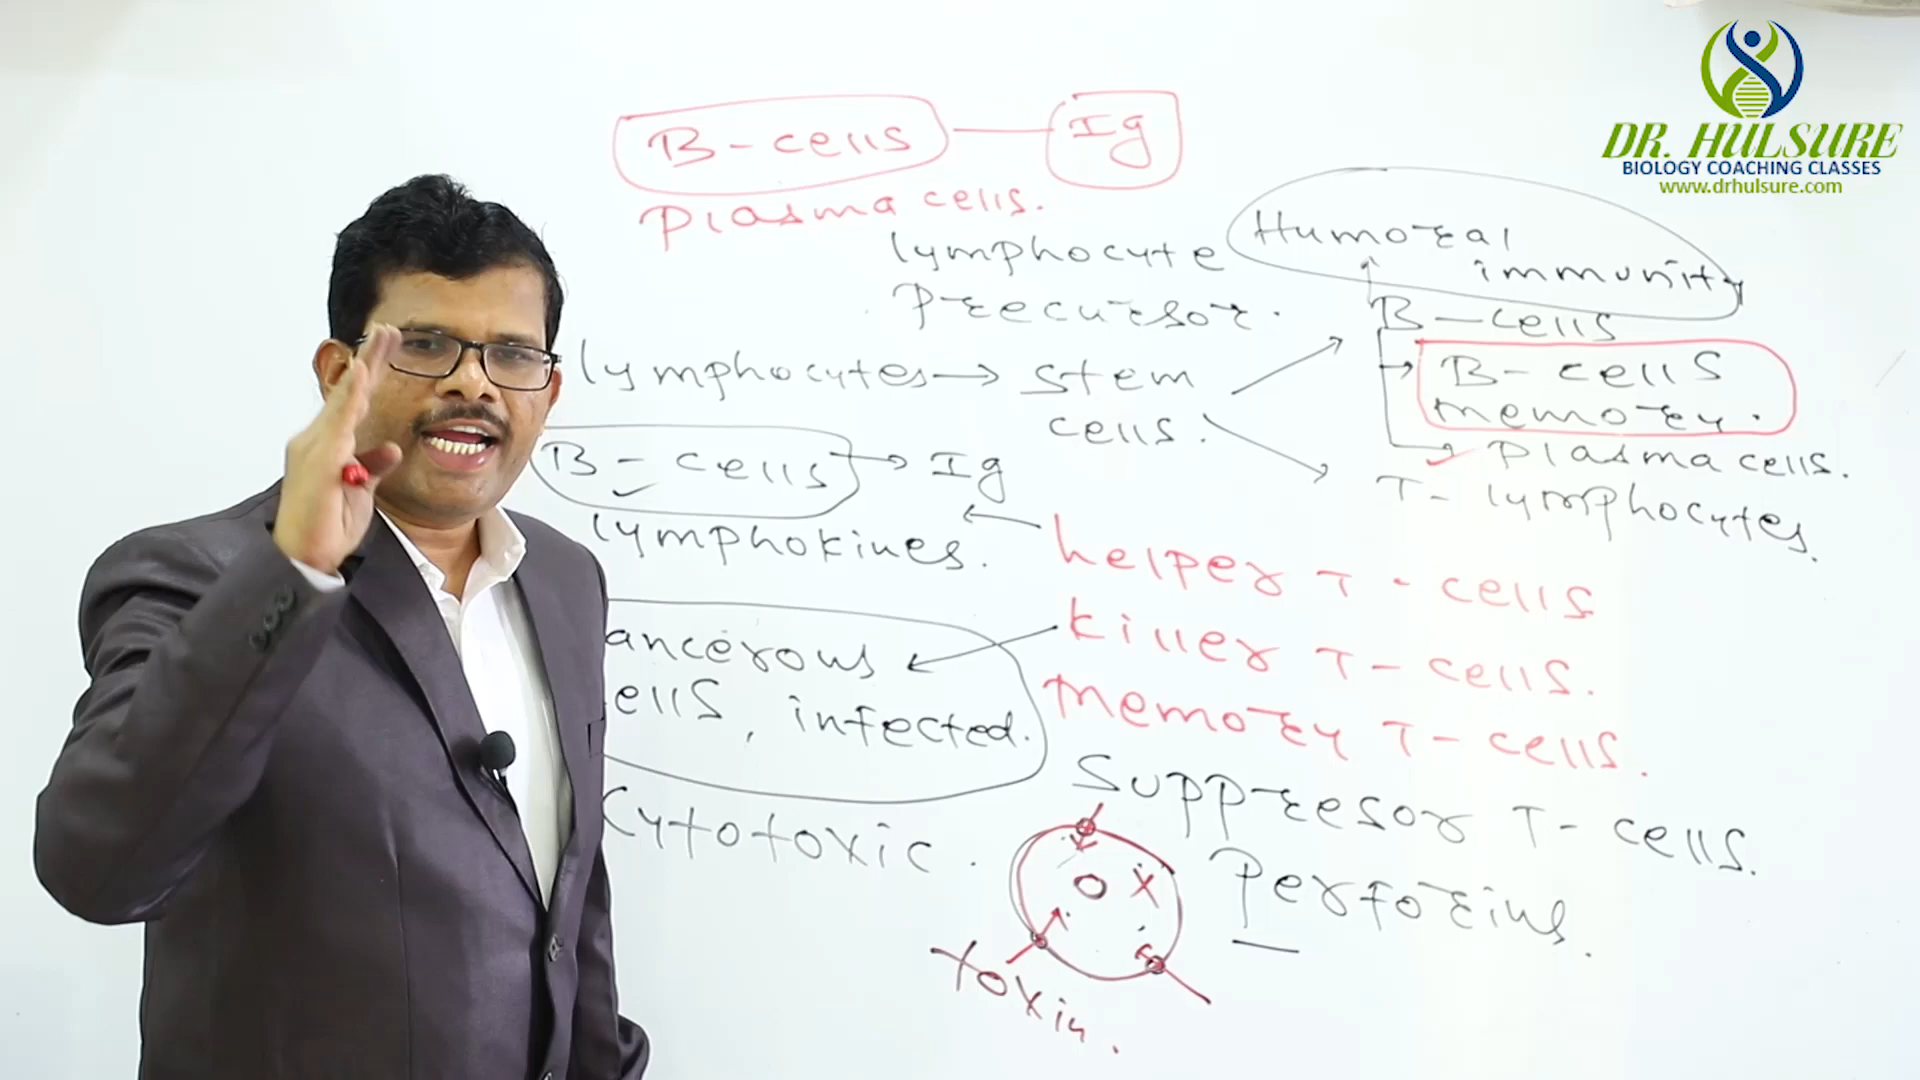 DR. HULSURE
BIOLOGY COACHING CLASSES
www.drhulsure.com
B - cells — Ig
Plasma cells.
lymphocyte
Precursor.
Humoral
immunity
B - cells
B - cells
memory.
Plasma cells.
lymphocytes → stem
cells.
T - lymphocytes.
B - cells → Ig
lymphokines.
helper T - cells
killer T - cells.
memory T - cells.
ancerous
ells, infected.
Cytotoxic.
Suppresor T - cells.
Perforins.
toxin.